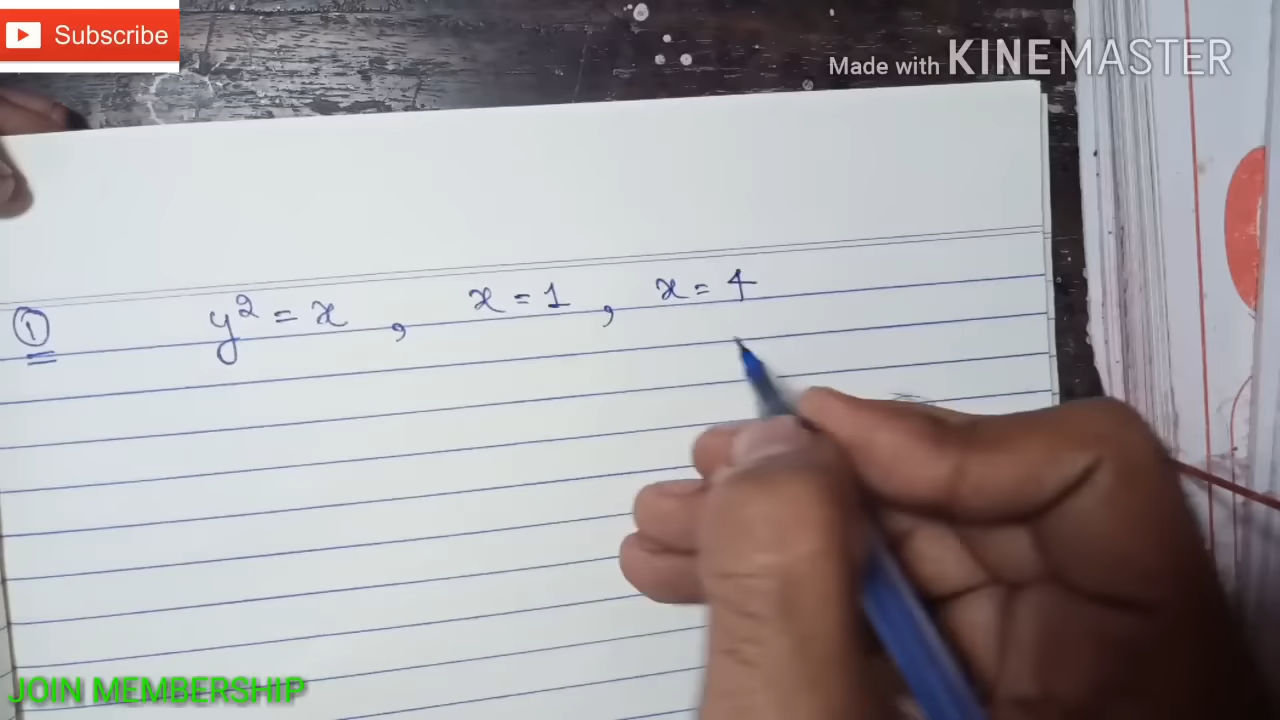 Subscribe
Made with KINEMASTER
① y² = x , x = 1 , x = 4
JOIN MEMBERSHIP